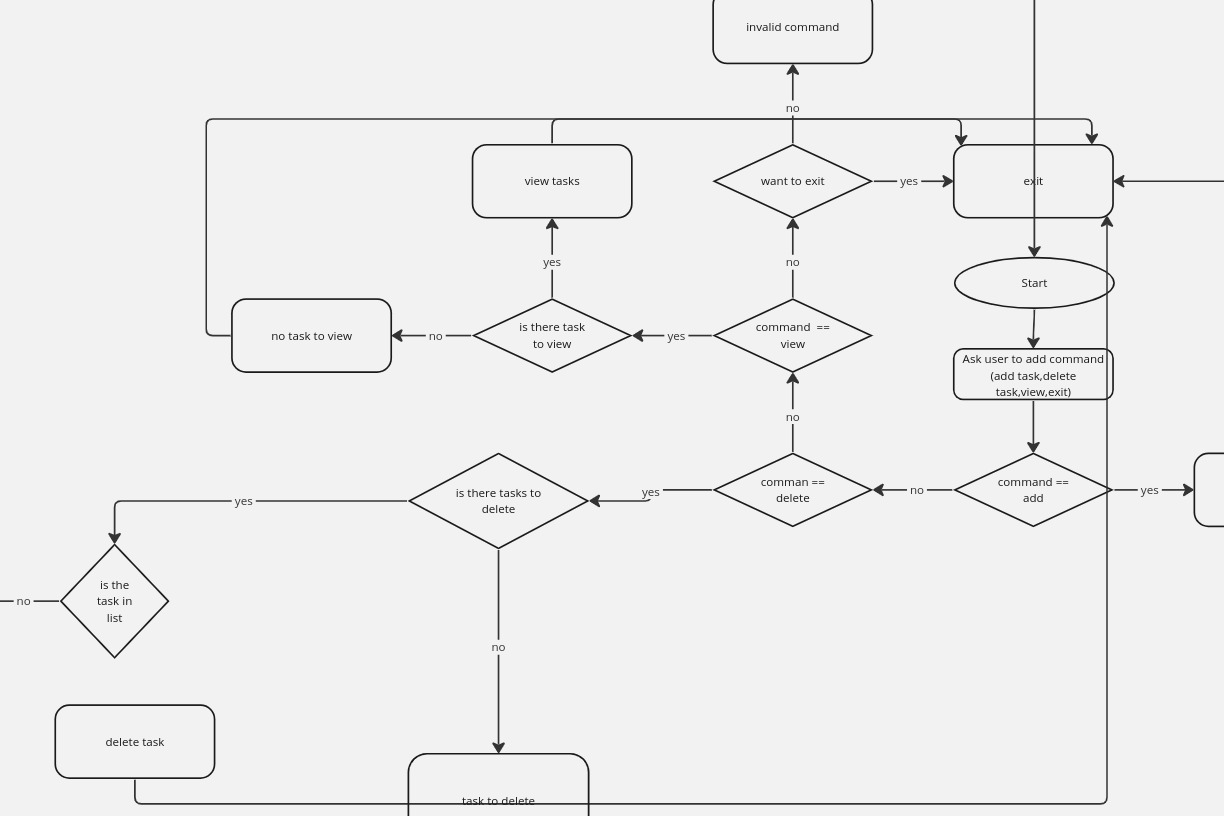 invalid command
no
view tasks
want to exit
yes
exit
yes
no
Start
no task to view
no
is there task
to view
yes
command  ==
view
Ask user to add command
(add task,delete
task,view,exit)
no
yes
is there tasks to
delete
yes
comman ==
delete
no
command ==
add
yes
no
is the
task in
list
no
delete task
task to delete